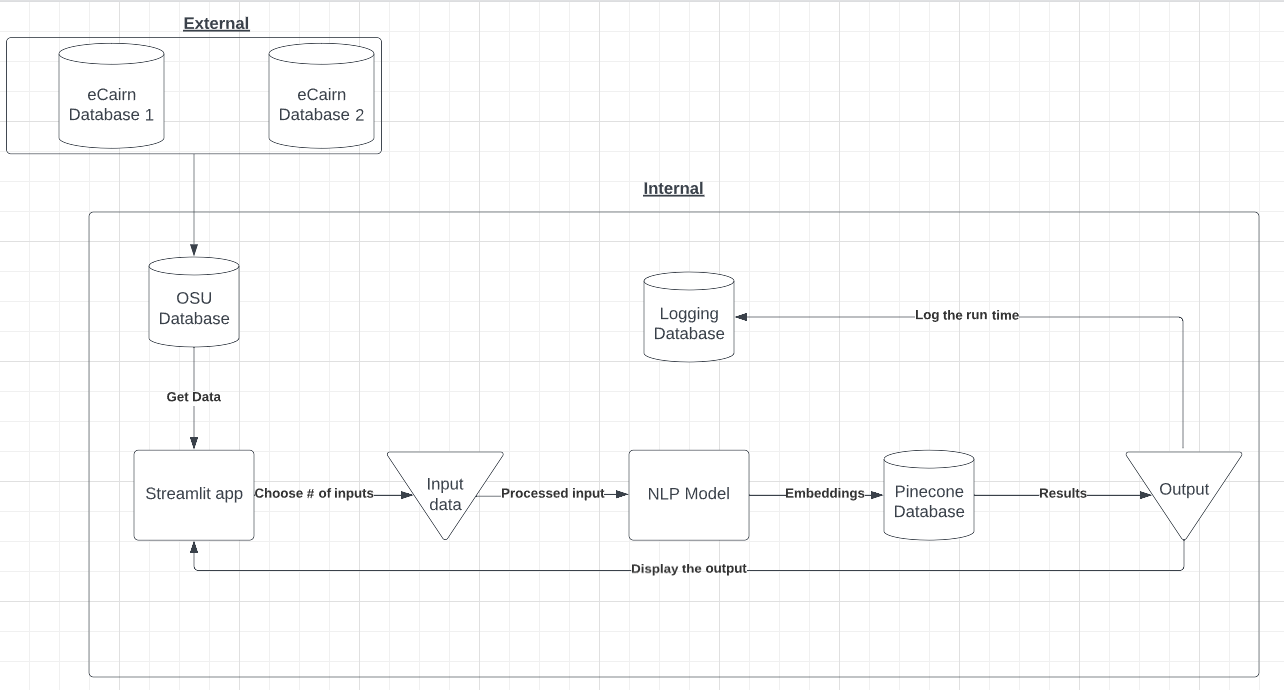 External
eCairn
Database 1
eCairn
Database 2
Internal
OSU
Database
Logging
Database
Log the run time
Get Data
Streamlit app
Choose # of inputs
Input
data
Processed input
NLP Model
Embeddings
Pinecone
Database
Results
Output
Display the output